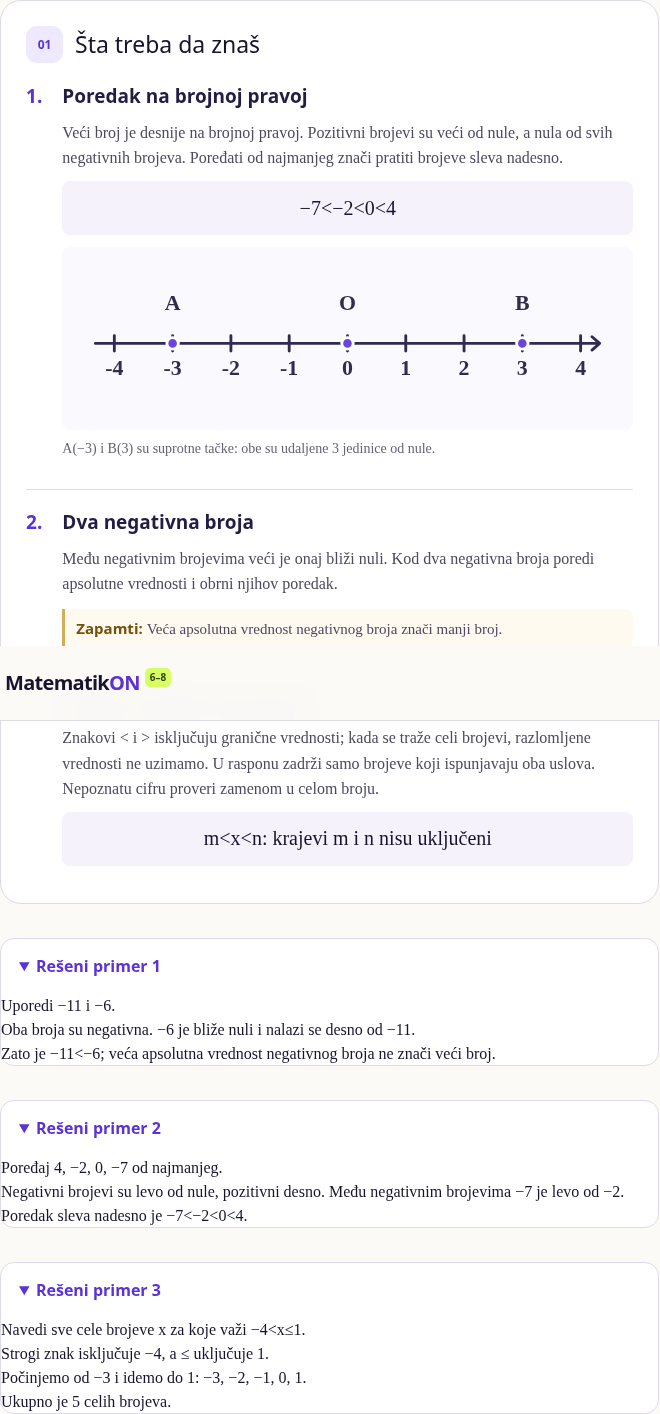 01 Šta treba da znaš
1. Poredak na brojnoj pravoj
Veći broj je desnije na brojnoj pravoj. Pozitivni brojevi su veći od nule, a nula od svih
negativnih brojeva. Poređati od najmanjeg znači pratiti brojeve sleva nadesno.
−7<−2<0<4
A O B
-4 -3 -2 -1 0 1 2 3 4
A(−3) i B(3) su suprotne tačke: obe su udaljene 3 jedinice od nule.
2. Dva negativna broja
Među negativnim brojevima veći je onaj bliži nuli. Kod dva negativna broja poredi
apsolutne vrednosti i obrni njihov poredak.
Zapamti: Veća apsolutna vrednost negativnog broja znači manji broj.
MatematikON 6–8
Znakovi < i > isključuju granične vrednosti; kada se traže celi brojevi, razlomljene
vrednosti ne uzimamo. U rasponu zadrži samo brojeve koji ispunjavaju oba uslova.
Nepoznatu cifru proveri zamenom u celom broju.
m<x<n: krajevi m i n nisu uključeni
▼ Rešeni primer 1
Uporedi −11 i −6.
Oba broja su negativna. −6 je bliže nuli i nalazi se desno od −11.
Zato je −11<−6; veća apsolutna vrednost negativnog broja ne znači veći broj.
▼ Rešeni primer 2
Poređaj 4, −2, 0, −7 od najmanjeg.
Negativni brojevi su levo od nule, pozitivni desno. Među negativnim brojevima −7 je levo od −2.
Poredak sleva nadesno je −7<−2<0<4.
▼ Rešeni primer 3
Navedi sve cele brojeve x za koje važi −4<x≤1.
Strogi znak isključuje −4, a ≤ uključuje 1.
Počinjemo od −3 i idemo do 1: −3, −2, −1, 0, 1.
Ukupno je 5 celih brojeva.